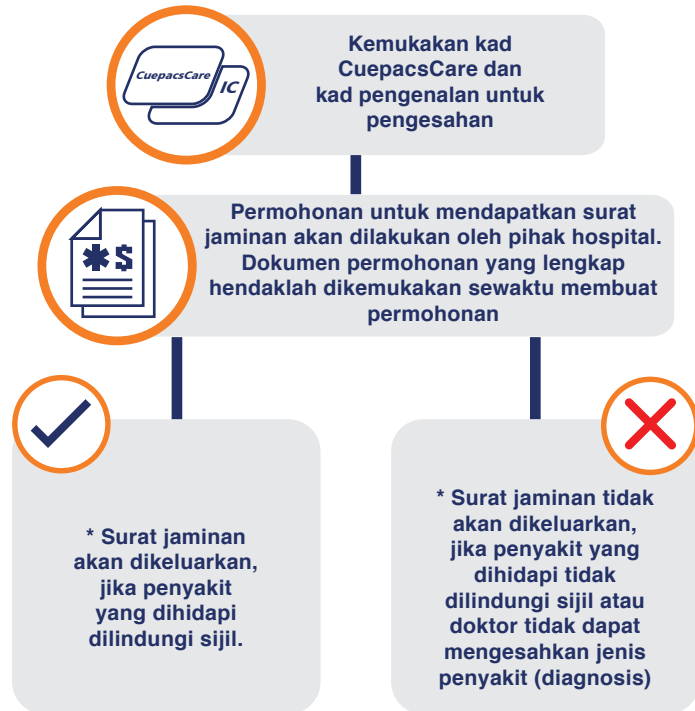 CuepacsCare
IC
Kemukakan kad
CuepacsCare dan
kad pengenalan untuk
pengesahan
Permohonan untuk mendapatkan surat
jaminan akan dilakukan oleh pihak hospital.
Dokumen permohonan yang lengkap
hendaklah dikemukakan sewaktu membuat
permohonan
* $
* Surat jaminan
akan dikeluarkan,
jika penyakit
yang dihidapi
dilindungi sijil.
* Surat jaminan tidak
akan dikeluarkan,
jika penyakit yang
dihidapi tidak
dilindungi sijil atau
doktor tidak dapat
mengesahkan jenis
penyakit (diagnosis)